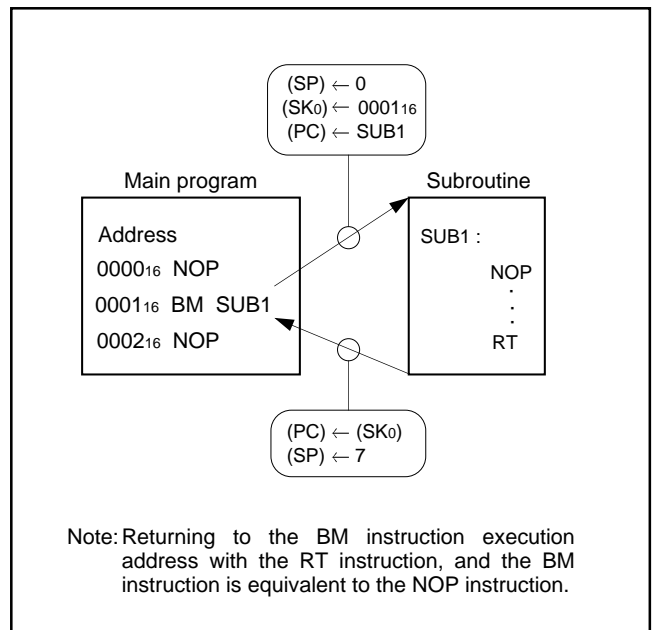 (SP) ← 0
(SK0) ← 000116
(PC) ← SUB1
Main program
Subroutine
Address
000016 NOP
000116 BM SUB1
000216 NOP
SUB1 :
NOP
.
.
.
RT
(PC) ← (SK0)
(SP) ← 7
Note: Returning to the BM instruction execution
address with the RT instruction, and the BM
instruction is equivalent to the NOP instruction.